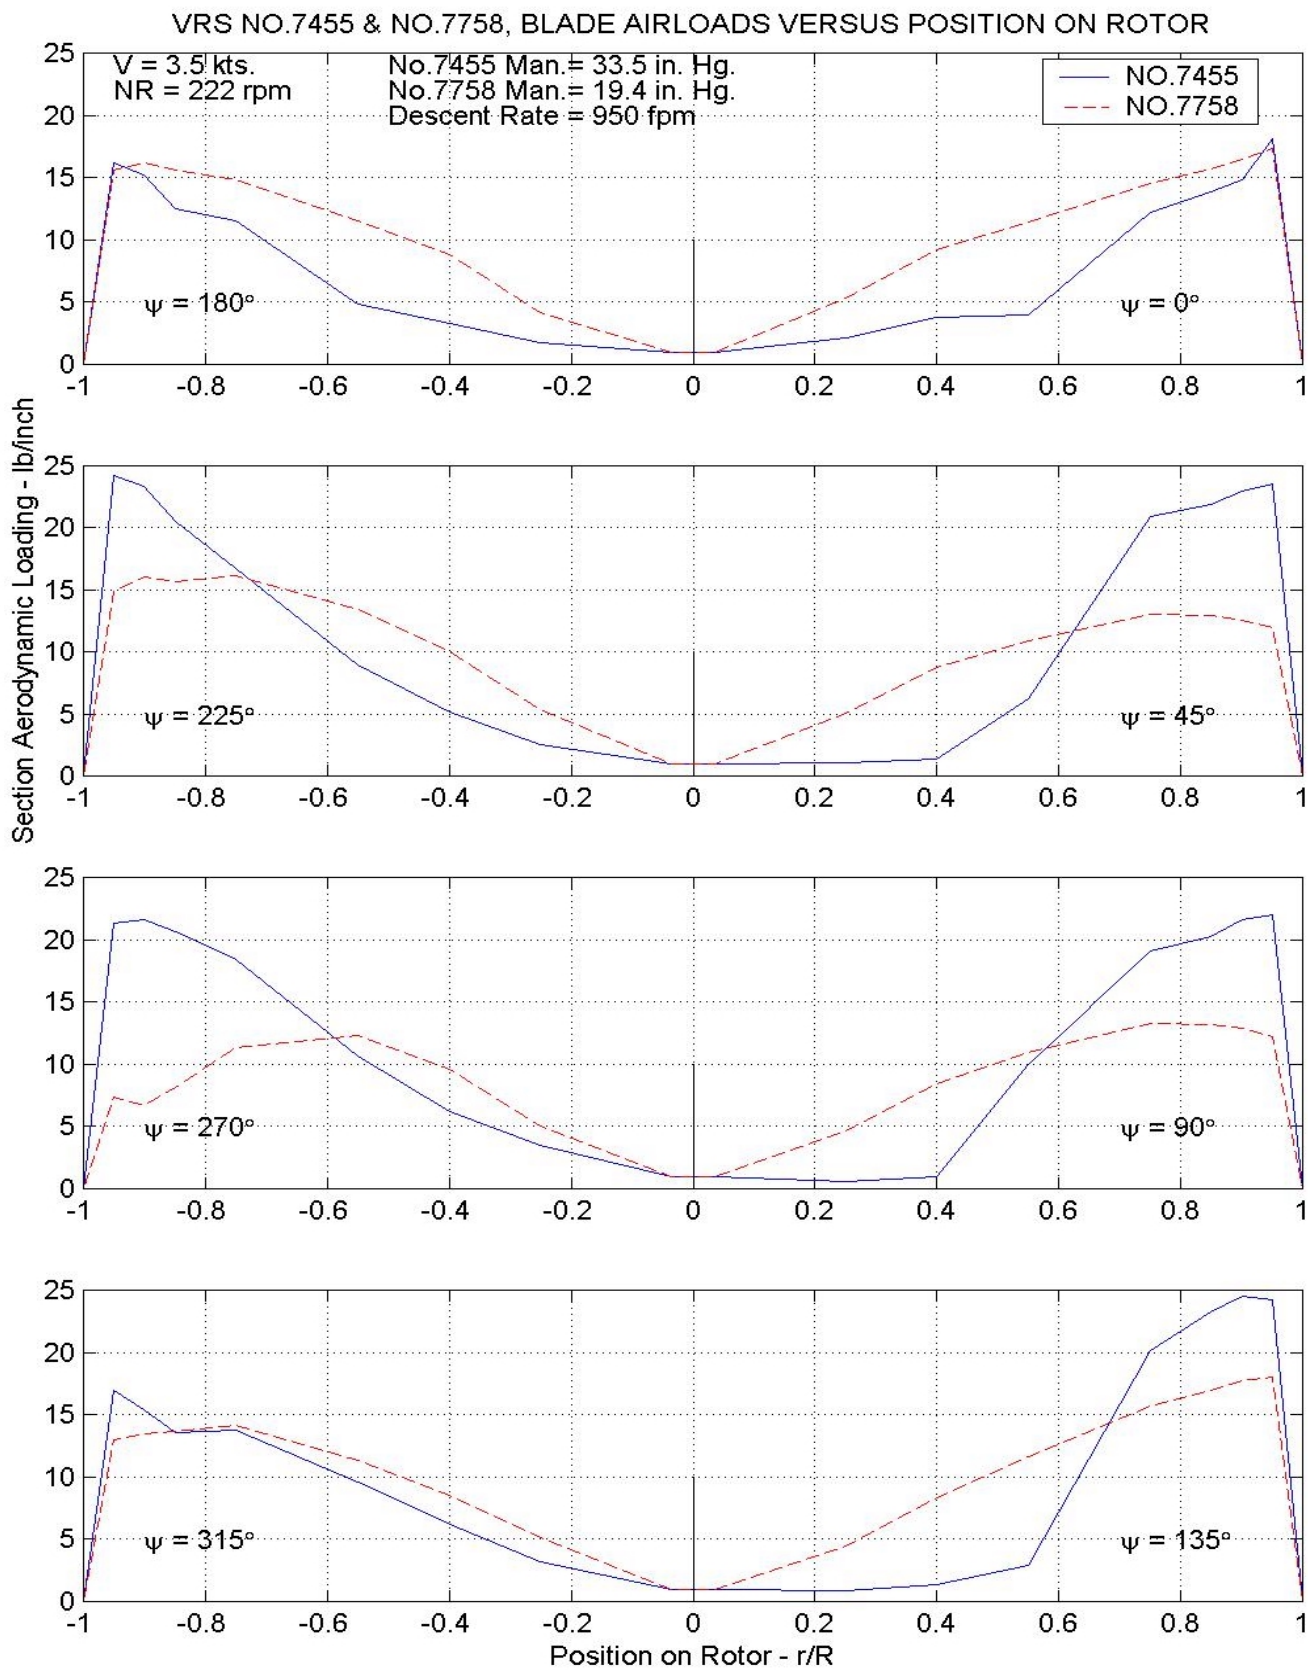 VRS NO.7455 & NO.7758, BLADE AIRLOADS VERSUS POSITION ON ROTOR
V = 3.5 kts.
NR = 222 rpm
No.7455 Man.= 33.5 in. Hg.
No.7758 Man.= 19.4 in. Hg.
Descent Rate = 950 fpm
NO.7455
NO.7758
25
20
15
10
5
0
ψ = 180°
ψ = 0°
-1 -0.8 -0.6 -0.4 -0.2 0 0.2 0.4 0.6 0.8 1
Section Aerodynamic Loading - lb/inch
25
20
15
10
5
0
ψ = 225°
ψ = 45°
-1 -0.8 -0.6 -0.4 -0.2 0 0.2 0.4 0.6 0.8 1
25
20
15
10
5
0
ψ = 270°
ψ = 90°
-1 -0.8 -0.6 -0.4 -0.2 0 0.2 0.4 0.6 0.8 1
25
20
15
10
5
0
ψ = 315°
ψ = 135°
-1 -0.8 -0.6 -0.4 -0.2 0 0.2 0.4 0.6 0.8 1
Position on Rotor - r/R